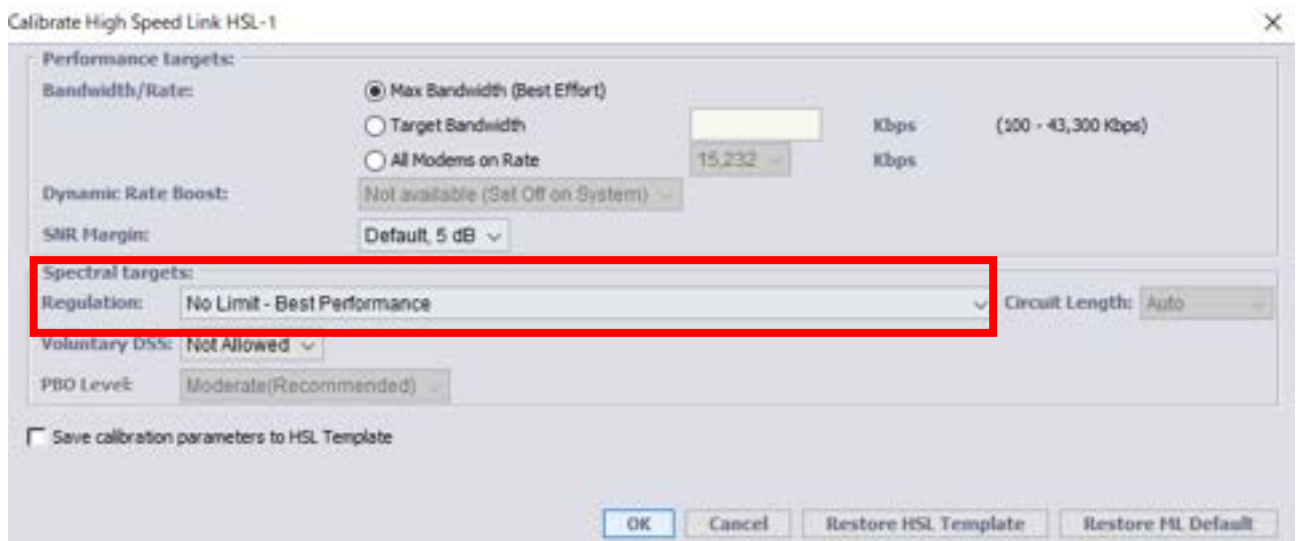 Calibrate High Speed Link HSL-1
Performance targets:
Bandwidth/Rate: Max Bandwidth (Best Effort)
Target Bandwidth Kbps (100 - 43,300 Kbps)
All Modems on Rate 15,232 Kbps
Dynamic Rate Boost: Not available (Set Off on System)
SNR Margin: Default, 5 dB
Spectral targets:
Regulation: No Limit - Best Performance Circuit Length: Auto
Voluntary DSS: Not Allowed
PBO Level: Moderate(Recommended)
Save calibration parameters to HSL Template
OK Cancel Restore HSL Template Restore ML Default